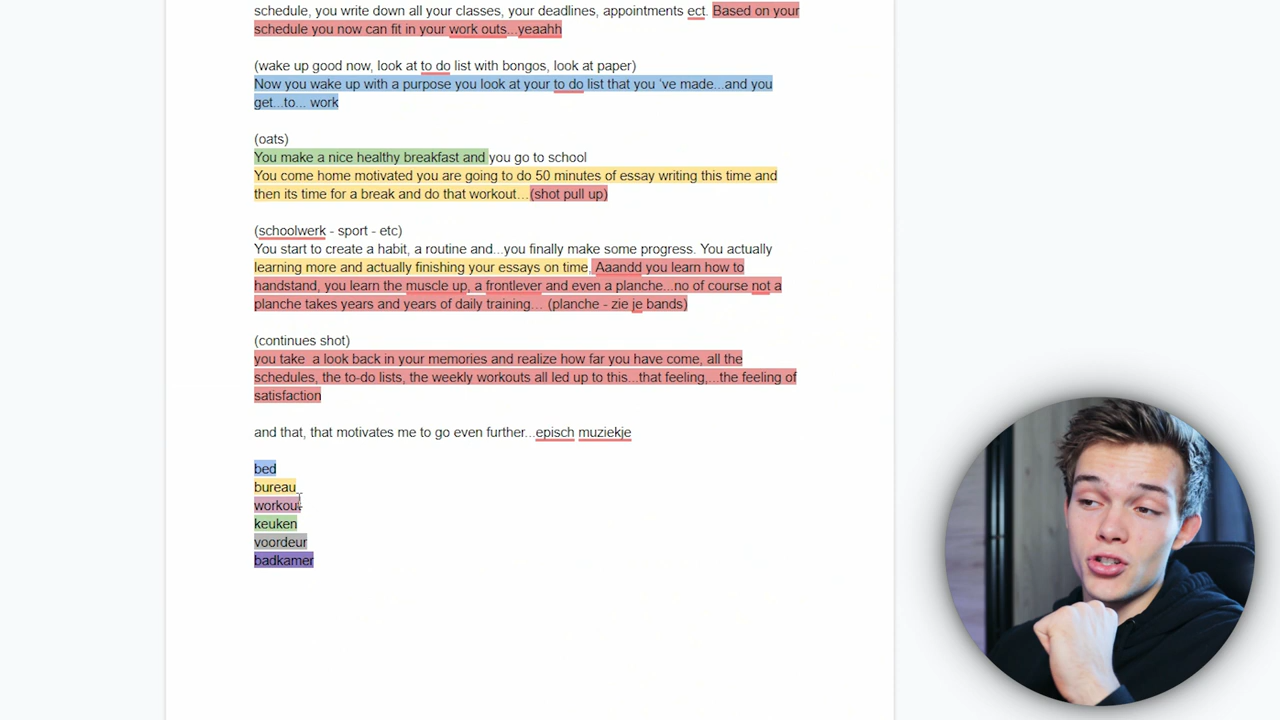 schedule, you write down all your classes, your deadlines, appointments ect. Based on your
schedule you now can fit in your work outs...yeaahh
(wake up good now, look at to do list with bongos, look at paper)
Now you wake up with a purpose you look at your to do list that you 've made...and you
get...to... work
(oats)
You make a nice healthy breakfast and you go to school
You come home motivated you are going to do 50 minutes of essay writing this time and
then its time for a break and do that workout...(shot pull up)
(schoolwerk - sport - etc)
You start to create a habit, a routine and...you finally make some progress. You actually
learning more and actually finishing your essays on time, Aaandd you learn how to
handstand, you learn the muscle up, a frontlever and even a planche...no of course not a
planche takes years and years of daily training... (planche - zie je bands)
(continues shot)
you take  a look back in your memories and realize how far you have come, all the
schedules, the to-do lists, the weekly workouts all led up to this...that feeling,...the feeling of
satisfaction
and that, that motivates me to go even further...episch muziekje
bed
bureau
workout
keuken
voordeur
badkamer